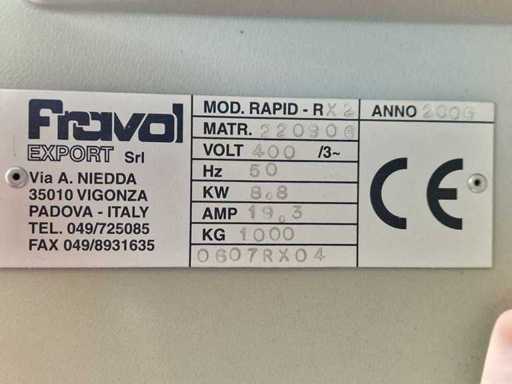 Fravol
EXPORT Srl
Via A. NIEDDA
35010 VIGONZA
PADOVA - ITALY
TEL. 049/725085
FAX 049/8931635
MOD. RAPID - RX2
MATR. 220906
VOLT 400 /3~
Hz 50
KW 8,8
AMP 19,3
KG 1000
0607RX04
ANNO 2006
CE